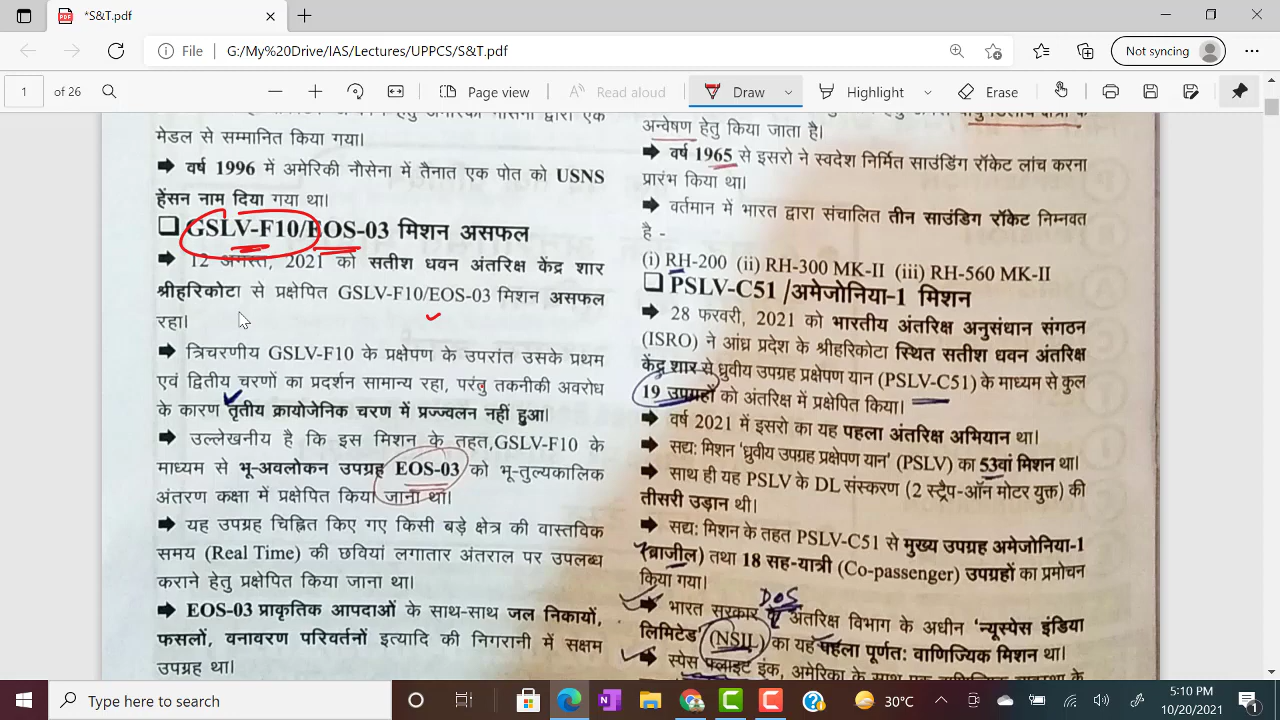 *S&T.pdf
File
G:/My%20Drive/IAS/Lectures/UPPCS/S&T.pdf
Not syncing
1 of 26
Page view
Read aloud
Draw
Highlight
Erase
मेडल से सम्मानित किया गया।
➡ वर्ष 1996 में अमेरिकी नौसेना में तैनात एक पोत को USNS
हेंसन नाम दिया गया था।
❑ GSLV-F10/EOS-03 मिशन असफल
➡ 12 अगस्त, 2021 को सतीश धवन अंतरिक्ष केंद्र शार
श्रीहरिकोटा से प्रक्षेपित GSLV-F10/EOS-03 मिशन असफल
रहा।
➡ त्रिचरणीय GSLV-F10 के प्रक्षेपण के उपरांत उसके प्रथम
एवं द्वितीय चरणों का प्रदर्शन सामान्य रहा, परंतु तकनीकी अवरोध
के कारण तृतीय क्रायोजेनिक चरण में प्रज्ज्वलन नहीं हुआ।
➡ उल्लेखनीय है कि इस मिशन के तहत,GSLV-F10 के
माध्यम से भू-अवलोकन उपग्रह EOS-03 को भू-तुल्यकालिक
अंतरण कक्षा में प्रक्षेपित किया जाना था।
➡ यह उपग्रह चिह्नित किए गए किसी बड़े क्षेत्र की वास्तविक
समय (Real Time) की छवियां लगातार अंतराल पर उपलब्ध
कराने हेतु प्रक्षेपित किया जाना था।
➡ EOS-03 प्राकृतिक आपदाओं के साथ-साथ जल निकायों,
फसलों, वनावरण परिवर्तनों इत्यादि की निगरानी में सक्षम
उपग्रह था।
अन्वेषण हेतु किया जाता है।
➡ वर्ष 1965 से इसरो ने स्वदेश निर्मित साउंडिंग रॉकेट लांच करना
प्रारंभ किया था।
➡ वर्तमान में भारत द्वारा संचालित तीन साउंडिंग रॉकेट निम्नवत
है -
(i) RH-200 (ii) RH-300 MK-II (iii) RH-560 MK-II
❑ PSLV-C51 /अमेजोनिया-1 मिशन
➡ 28 फरवरी, 2021 को भारतीय अंतरिक्ष अनुसंधान संगठन
(ISRO) ने आंध्र प्रदेश के श्रीहरिकोटा स्थित सतीश धवन अंतरिक्ष
केंद्र शार से ध्रुवीय उपग्रह प्रक्षेपण यान (PSLV-C51) के माध्यम से कुल
19 उपग्रहों को अंतरिक्ष में प्रक्षेपित किया।
➡ वर्ष 2021 में इसरो का यह पहला अंतरिक्ष अभियान था।
➡ सद्य: मिशन 'ध्रुवीय उपग्रह प्रक्षेपण यान' (PSLV) का 53वां मिशन था।
➡ साथ ही यह PSLV के DL संस्करण (2 स्ट्रैप-ऑन मोटर युक्त) की
तीसरी उड़ान थी।
➡ सद्य: मिशन के तहत PSLV-C51 से मुख्य उपग्रह अमेजोनिया-1
(ब्राजील) तथा 18 सह-यात्री (Co-passenger) उपग्रहों का प्रमोचन
किया गया।
DOS
➡ भारत सरकार के अंतरिक्ष विभाग के अधीन 'न्यूस्पेस इंडिया
लिमिटेड' (NSIL) का यह पहला पूर्णत: वाणिज्यिक मिशन था।
➡ स्पेस फ्लाइट इंक, अमेरिका के साथ
Type here to search
30°C
ENG
5:10 PM
10/20/2021